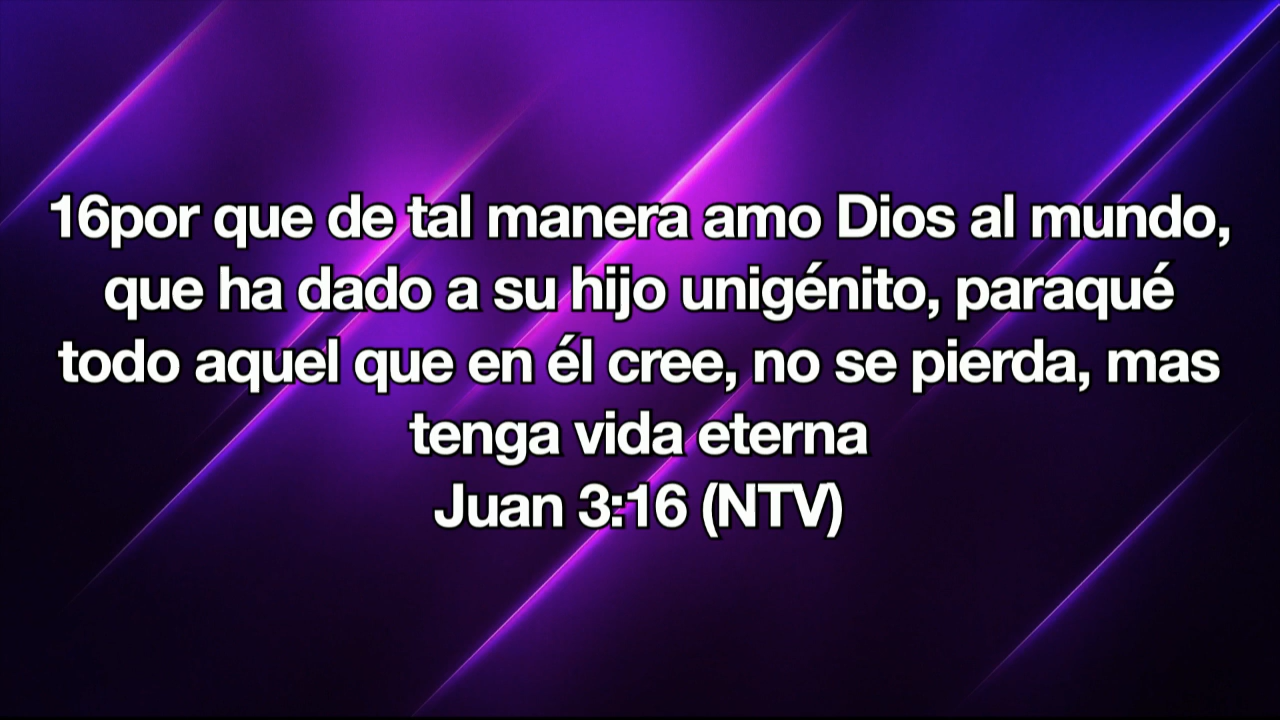 16por que de tal manera amo Dios al mundo,
que ha dado a su hijo unigénito, paraqué
todo aquel que en él cree, no se pierda, mas
tenga vida eterna
Juan 3:16 (NTV)